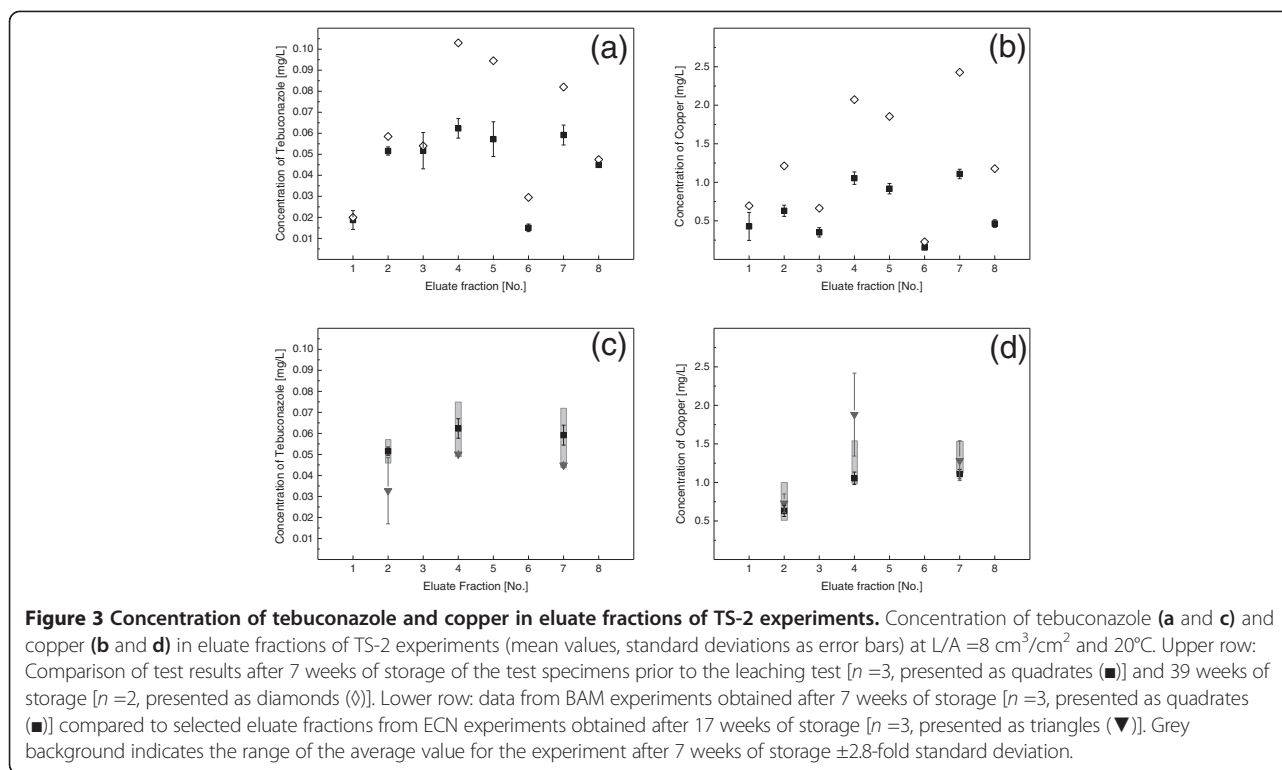 (a)
Concentration of Tebuconazole [mg/L]
0.10
0.09
0.08
0.07
0.06
0.05
0.04
0.03
0.02
0.01
1 2 3 4 5 6 7 8
Eluate fraction [No.]
(b)
Concentration of Copper [mg/L]
2.5
2.0
1.5
1.0
0.5
1 2 3 4 5 6 7 8
Eluate fraction [No.]
(c)
Concentration of Tebuconazole [mg/L]
0.10
0.09
0.08
0.07
0.06
0.05
0.04
0.03
0.02
0.01
1 2 3 4 5 6 7 8
Eluate Fraction [No.]
(d)
Concentration of Copper [mg/L]
2.5
2.0
1.5
1.0
0.5
1 2 3 4 5 6 7 8
Eluate fraction [No.]
Figure 3 Concentration of tebuconazole and copper in eluate fractions of TS-2 experiments. Concentration of tebuconazole (a and c) and
copper (b and d) in eluate fractions of TS-2 experiments (mean values, standard deviations as error bars) at L/A =8 cm³/cm² and 20°C. Upper row:
Comparison of test results after 7 weeks of storage of the test specimens prior to the leaching test [n =3, presented as quadrates (■)] and 39 weeks of
storage [n =2, presented as diamonds (◊)]. Lower row: data from BAM experiments obtained after 7 weeks of storage [n =3, presented as quadrates
(■)] compared to selected eluate fractions from ECN experiments obtained after 17 weeks of storage [n =3, presented as triangles (▼)]. Grey
background indicates the range of the average value for the experiment after 7 weeks of storage ±2.8-fold standard deviation.